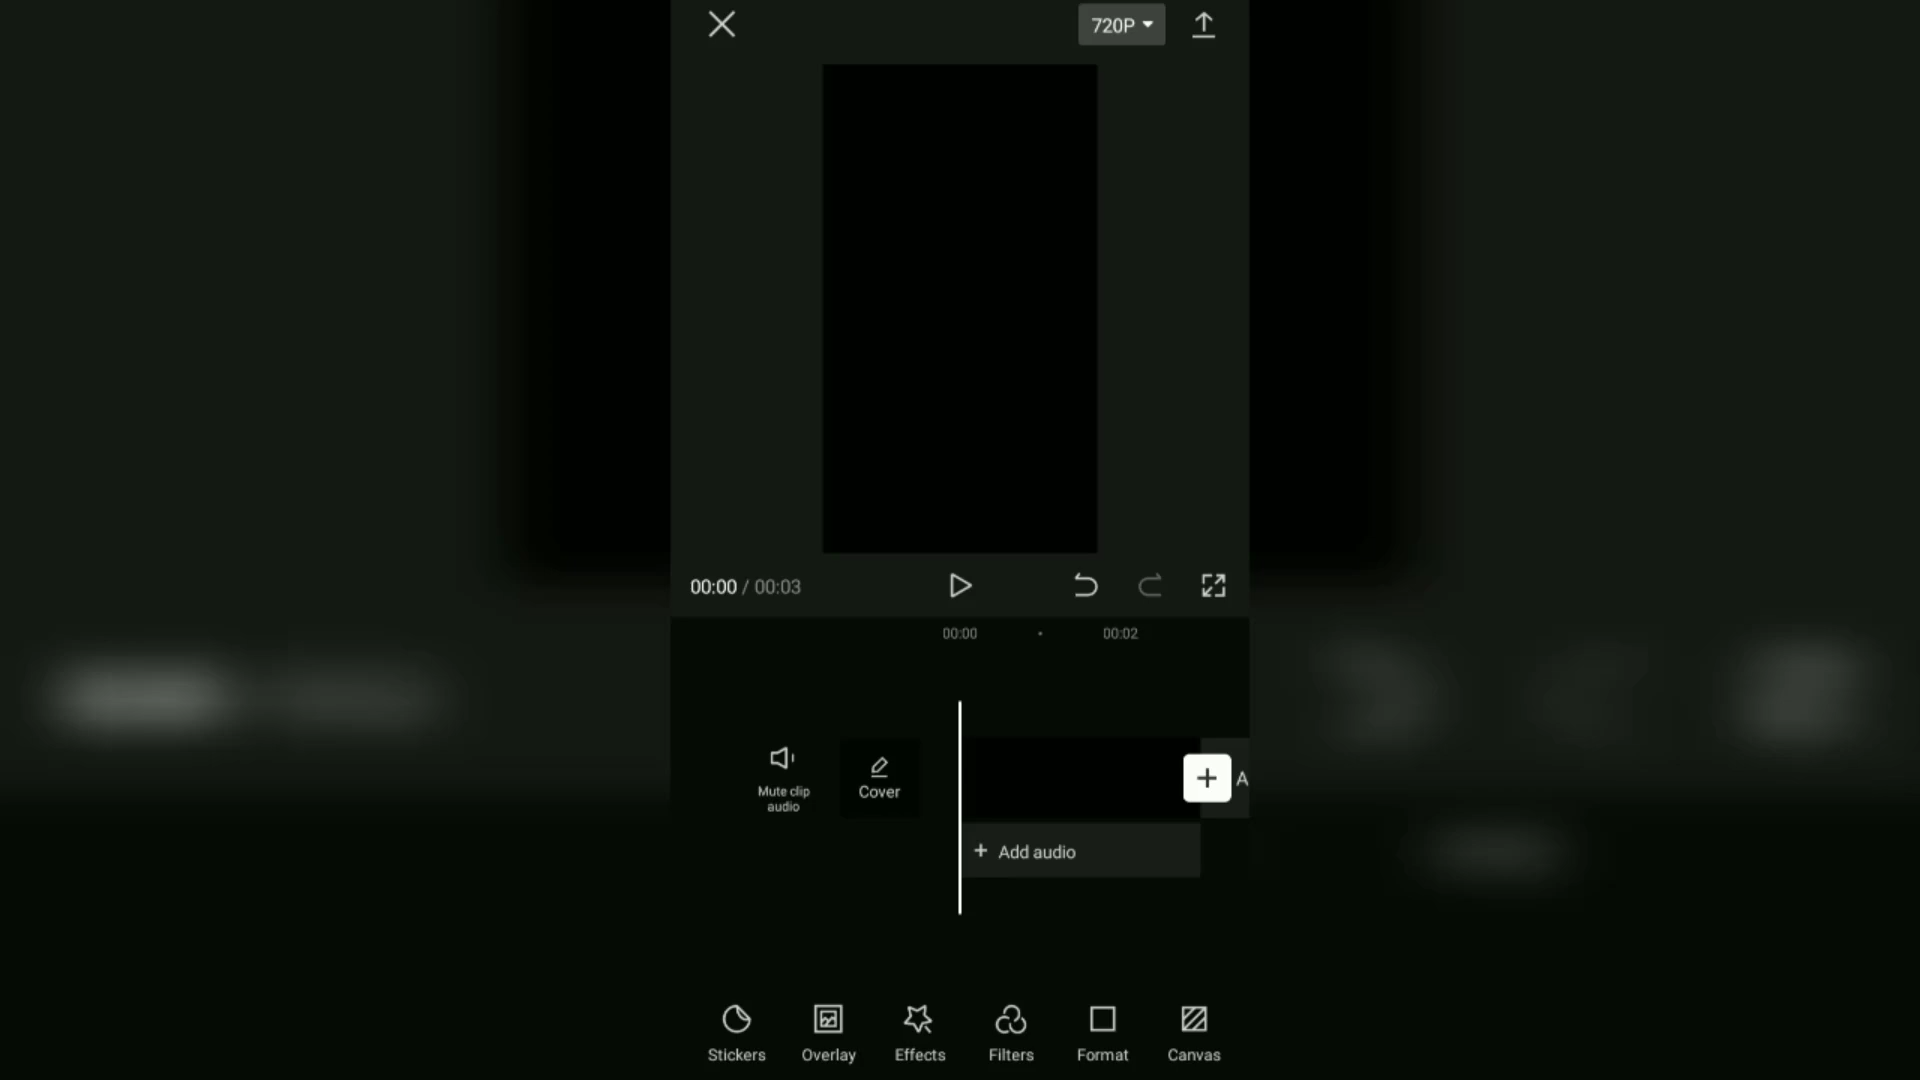 720P
00:00 / 00:03
00:00 00:02
Mute clip
audio
Cover
A
+ Add audio
Stickers Overlay Effects Filters Format Canvas